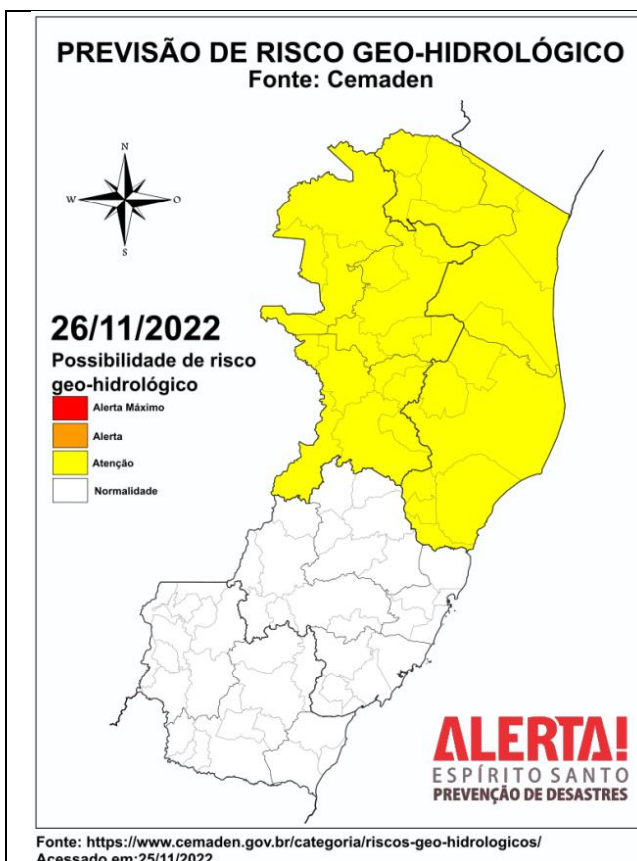 PREVISÃO DE RISCO GEO-HIDROLÓGICO
Fonte: Cemaden
N
W
O
S
26/11/2022
Possibilidade de risco
geo-hidrológico
Alerta Máximo
Alerta
Atenção
Normalidade
ALERTA!
ESPÍRITO SANTO
PREVENÇÃO DE DESASTRES
Fonte: https://www.cemaden.gov.br/categoria/riscos-geo-hidrologicos/
Acessado em:25/11/2022